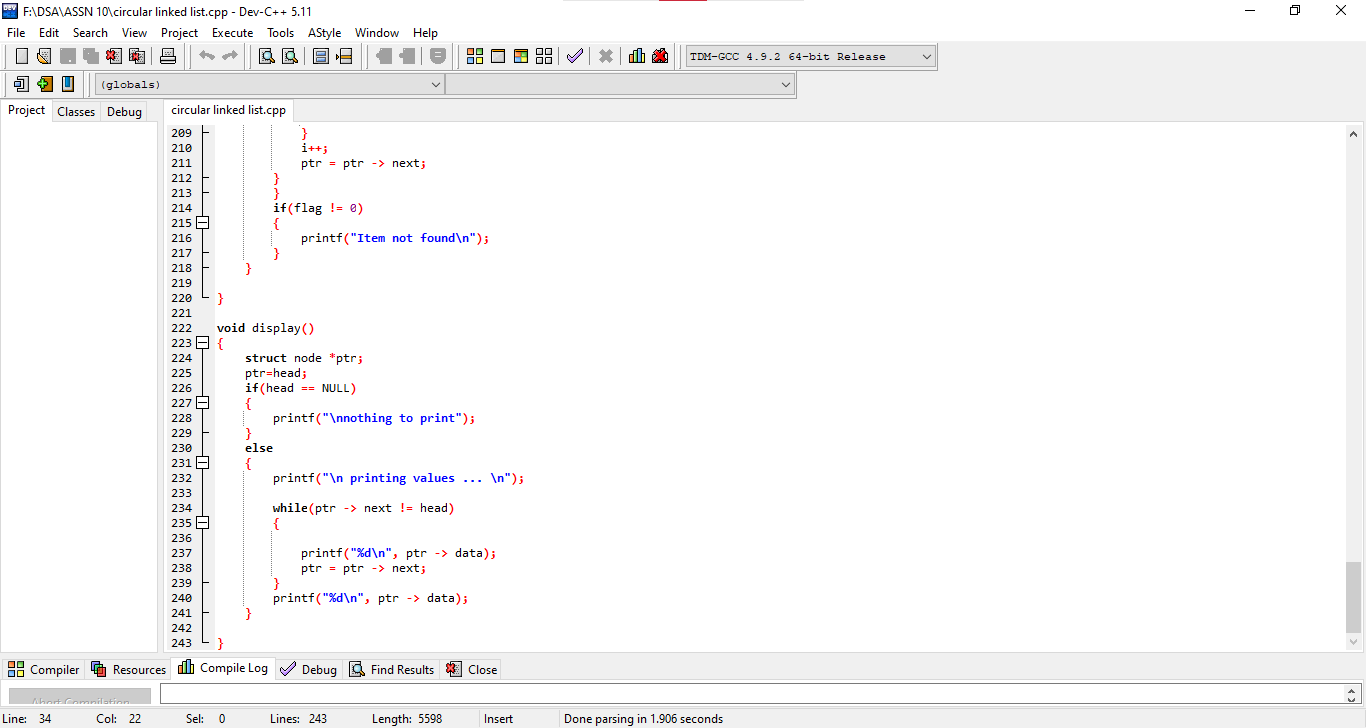 F:\DSA\ASSN 10\circular linked list.cpp - Dev-C++ 5.11
File Edit Search View Project Execute Tools AStyle Window Help
TDM-GCC 4.9.2 64-bit Release
(globals)
Project Classes Debug circular linked list.cpp
209 }
210 i++;
211 ptr = ptr -> next;
212 }
213 }
214 if(flag != 0)
215 {
216 printf("Item not found\n");
217 }
218 }
219
220 }
221
222 void display()
223 {
224 struct node *ptr;
225 ptr=head;
226 if(head == NULL)
227 {
228 printf("\nnothing to print");
229 }
230 else
231 {
232 printf("\n printing values ... \n");
233
234 while(ptr -> next != head)
235 {
236
237 printf("%d\n", ptr -> data);
238 ptr = ptr -> next;
239 }
240 printf("%d\n", ptr -> data);
241 }
242
243 }
Compiler Resources Compile Log Debug Find Results Close
Abort Compilation
Line: 34 Col: 22 Sel: 0 Lines: 243 Length: 5598 Insert Done parsing in 1.906 seconds